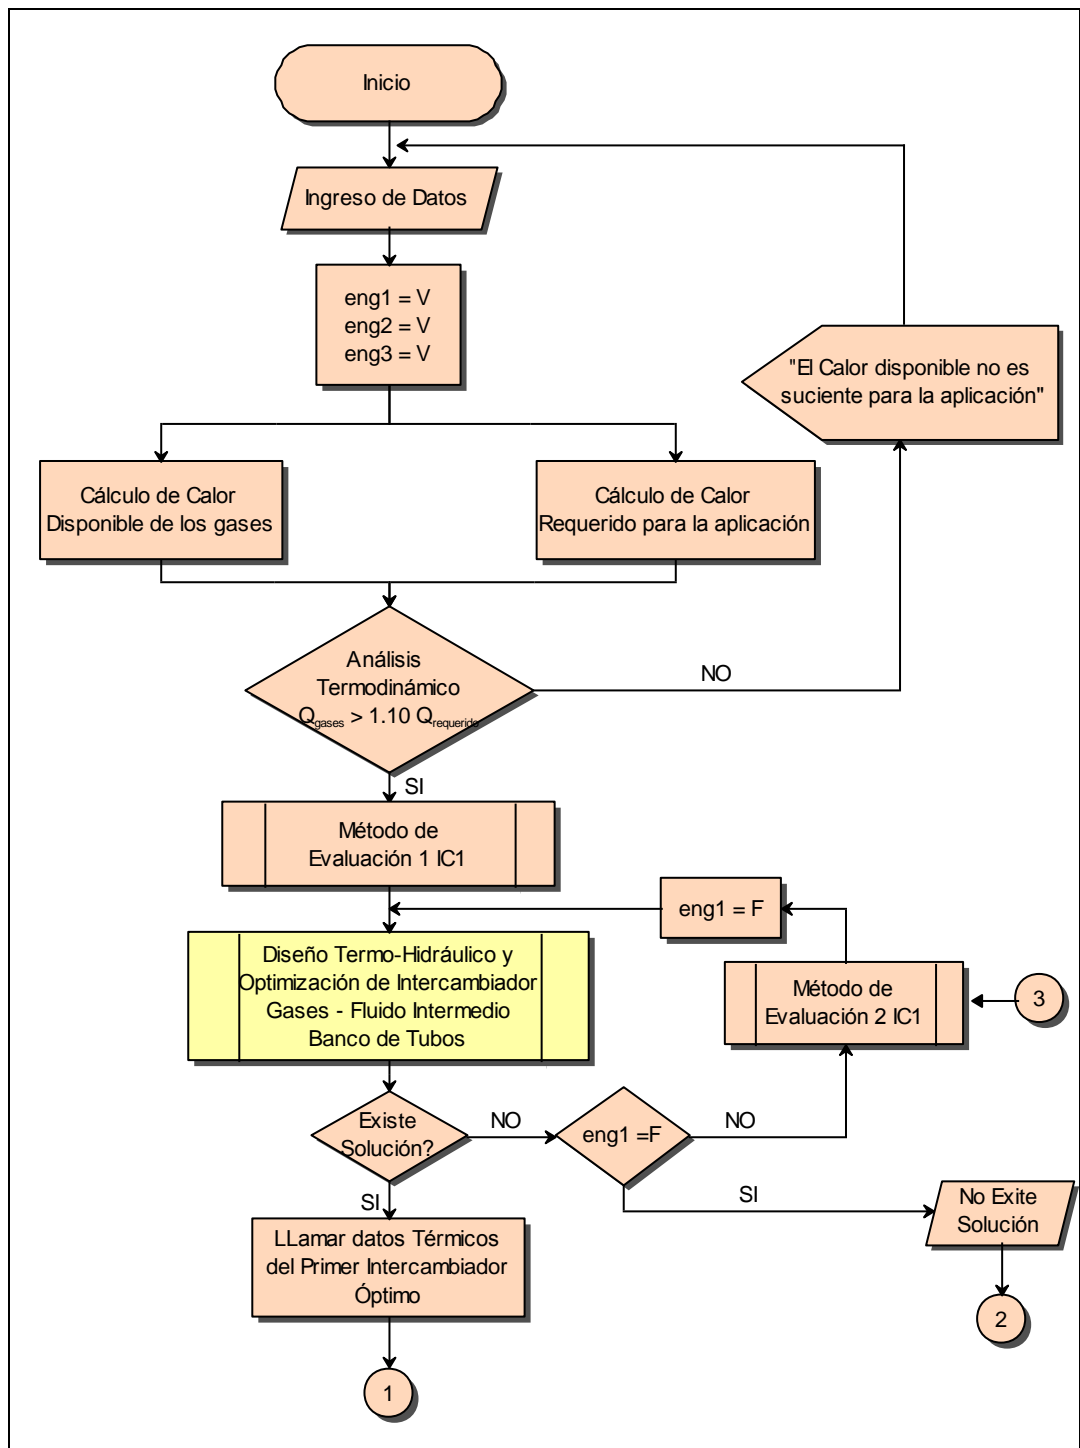 Inicio
Ingreso de Datos
eng1 = V
eng2 = V
eng3 = V
"El Calor disponible no es
suciente para la aplicación"
Cálculo de Calor
Disponible de los gases
Cálculo de Calor
Requerido para la aplicación
Análisis
Termodinámico
Qgases > 1.10 Qrequerido
NO
SI
Método de
Evaluación 1 IC1
eng1 = F
Diseño Termo-Hidráulico y
Optimización de Intercambiador
Gases - Fluido Intermedio
Banco de Tubos
Método de
Evaluación 2 IC1
3
Existe
Solución?
NO
eng1 =F
NO
SI
SI
No Exite
Solución
LLamar datos Térmicos
del Primer Intercambiador
Óptimo
2
1